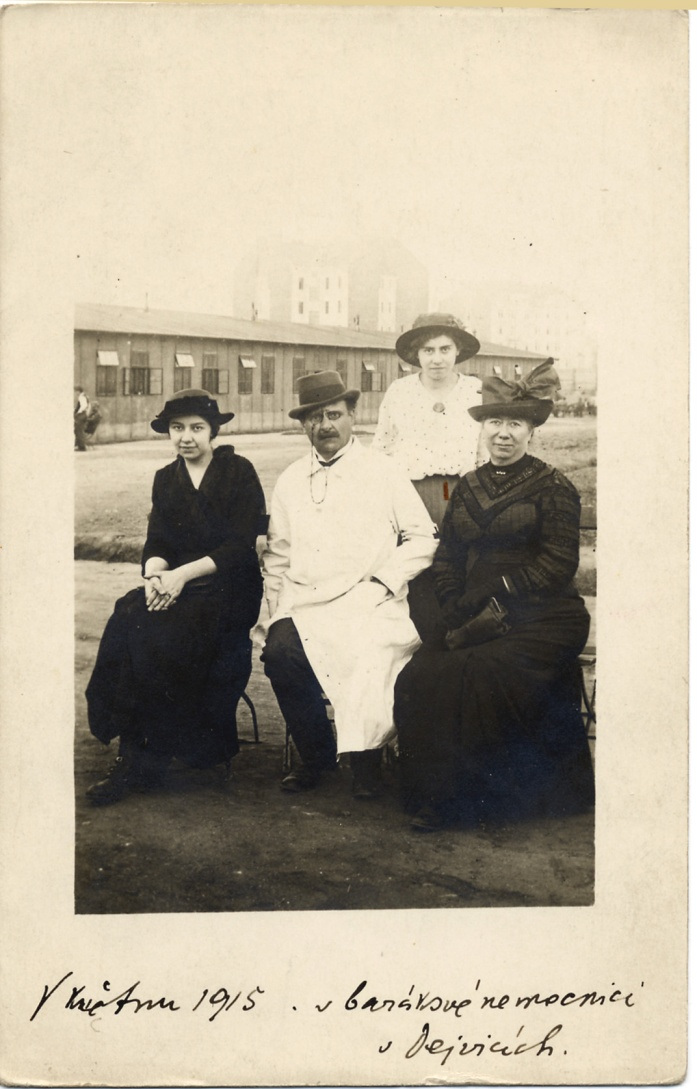 V květnu 1915 . v barákové nemocnici
v Dejvicích.